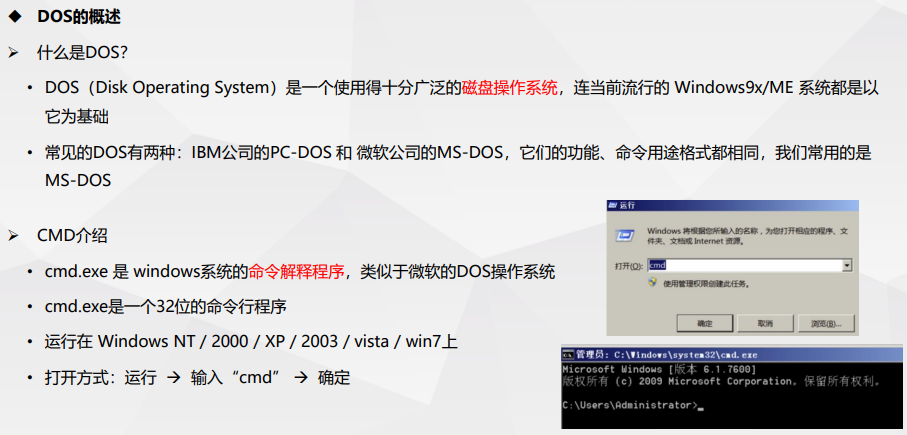 ◆ DOS的概述
➢ 什么是DOS?
• DOS（Disk Operating System）是一个使用得十分广泛的磁盘操作系统，连当前流行的 Windows9x/ME 系统都是以
它为基础
• 常见的DOS有两种：IBM公司的PC-DOS 和 微软公司的MS-DOS，它们的功能、命令用途格式都相同，我们常用的是
MS-DOS
➢ CMD介绍
• cmd.exe 是 windows系统的命令解释程序，类似于微软的DOS操作系统
• cmd.exe是一个32位的命令行程序
• 运行在 Windows NT / 2000 / XP / 2003 / vista / win7上
• 打开方式：运行 → 输入“cmd” → 确定
运行
Windows 将根据您所输入的名称，为您打开相应的程序、文
件夹、文档或 Internet 资源。
打开(O): cmd
使用管理权限创建此任务。
确定 取消 浏览(B)...
管理员: C:\Windows\system32\cmd.exe
Microsoft Windows [版本 6.1.7600]
版权所有 (c) 2009 Microsoft Corporation。保留所有权利。
C:\Users\Administrator>_